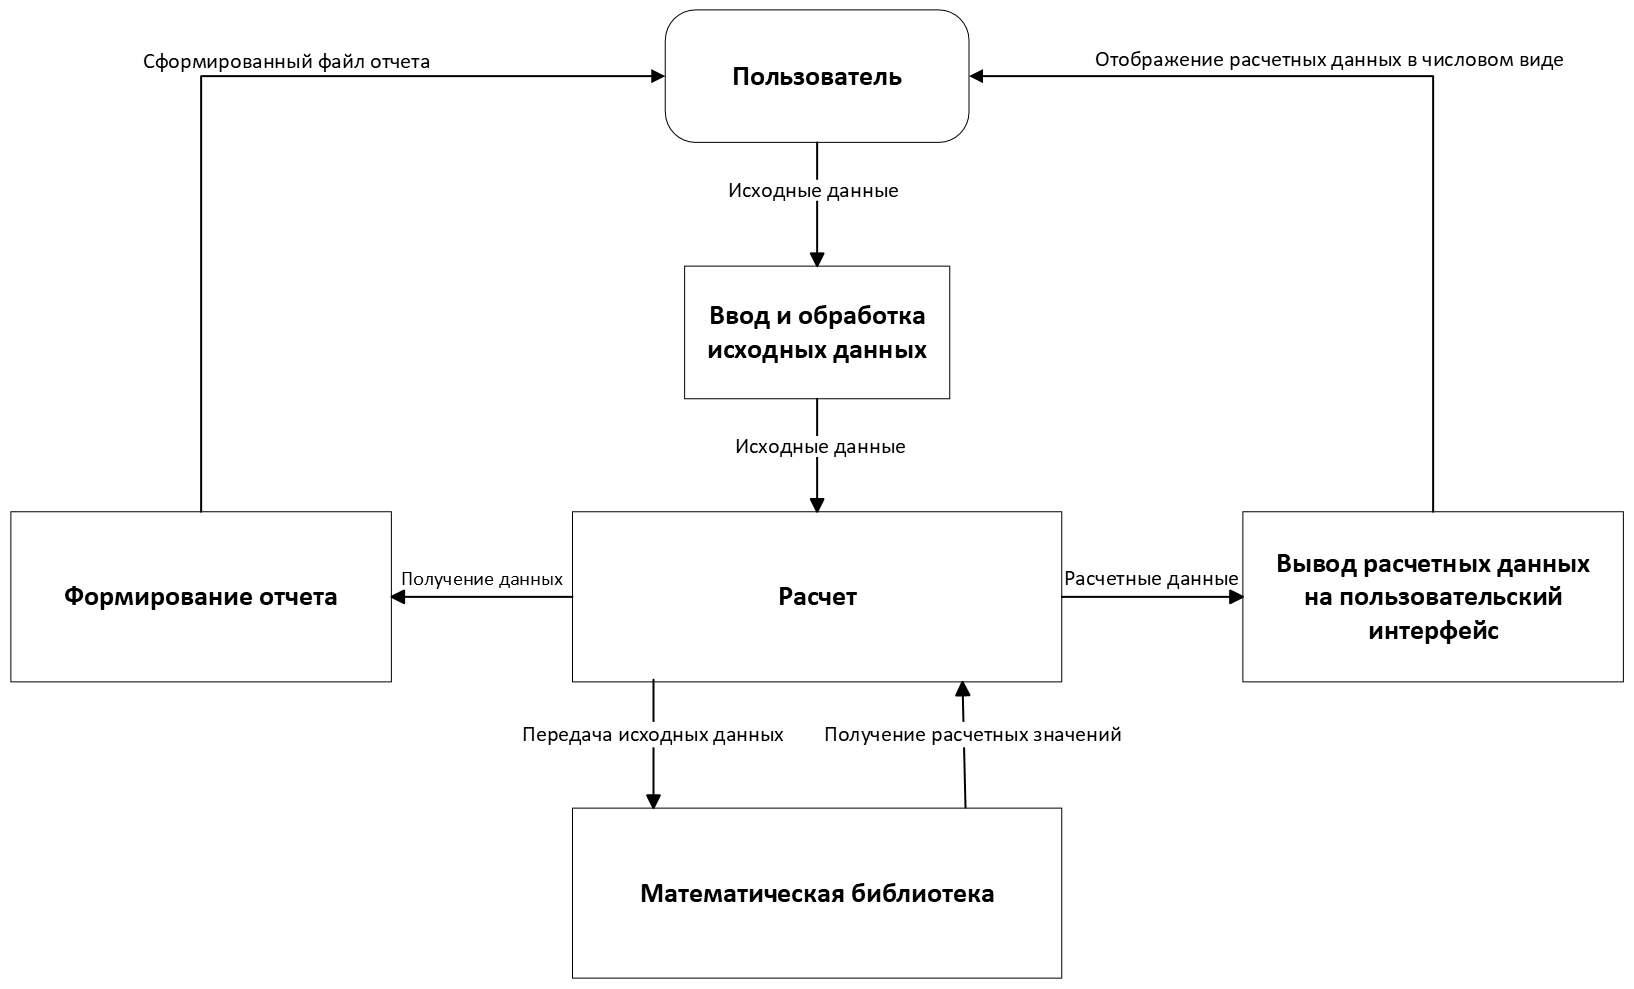 Сформированный файл отчета
Пользователь
Отображение расчетных данных в числовом виде
Исходные данные
Ввод и обработка
исходных данных
Исходные данные
Формирование отчета
Получение данных
Расчет
Расчетные данные
Вывод расчетных данных
на пользовательский
интерфейс
Передача исходных данных
Получение расчетных значений
Математическая библиотека